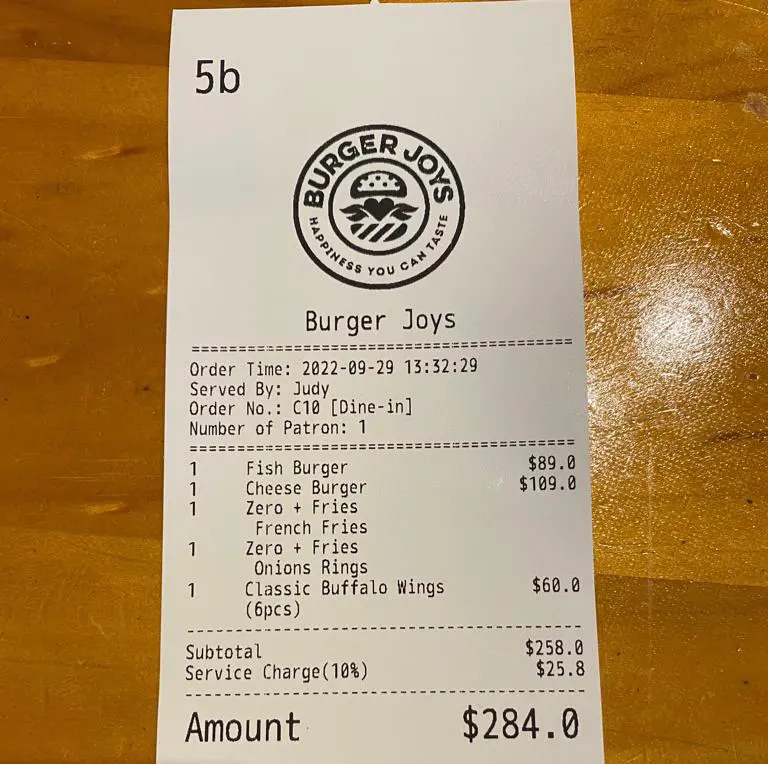 5b
BURGER JOYS
HAPPINESS YOU CAN TASTE
Burger Joys
========================================
Order Time: 2022-09-29 13:32:29
Served By: Judy
Order No.: C10 [Dine-in]
Number of Patron: 1
========================================
1 Fish Burger $89.0
1 Cheese Burger $109.0
1 Zero + Fries
French Fries
1 Zero + Fries
Onions Rings
1 Classic Buffalo Wings $60.0
(6pcs)
----------------------------------------
Subtotal $258.0
Service Charge(10%) $25.8
----------------------------------------
Amount $284.0